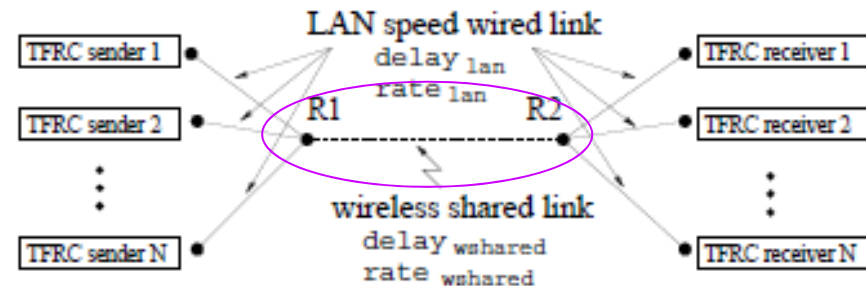 LAN speed wired link
TFRC sender 1
delay lan
TFRC receiver 1
rate lan
R1
R2
TFRC sender 2
TFRC receiver 2
wireless shared link
delay wshared
TFRC sender N
TFRC receiver N
rate wshared